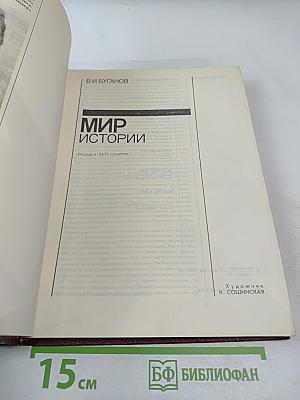 В.И.БУГАНОВ
МИР
ИСТОРИИ
Россия в XVII столетии
Художник
К. СОШИНСКАЯ
15 см
БФ БИБЛИОФАН